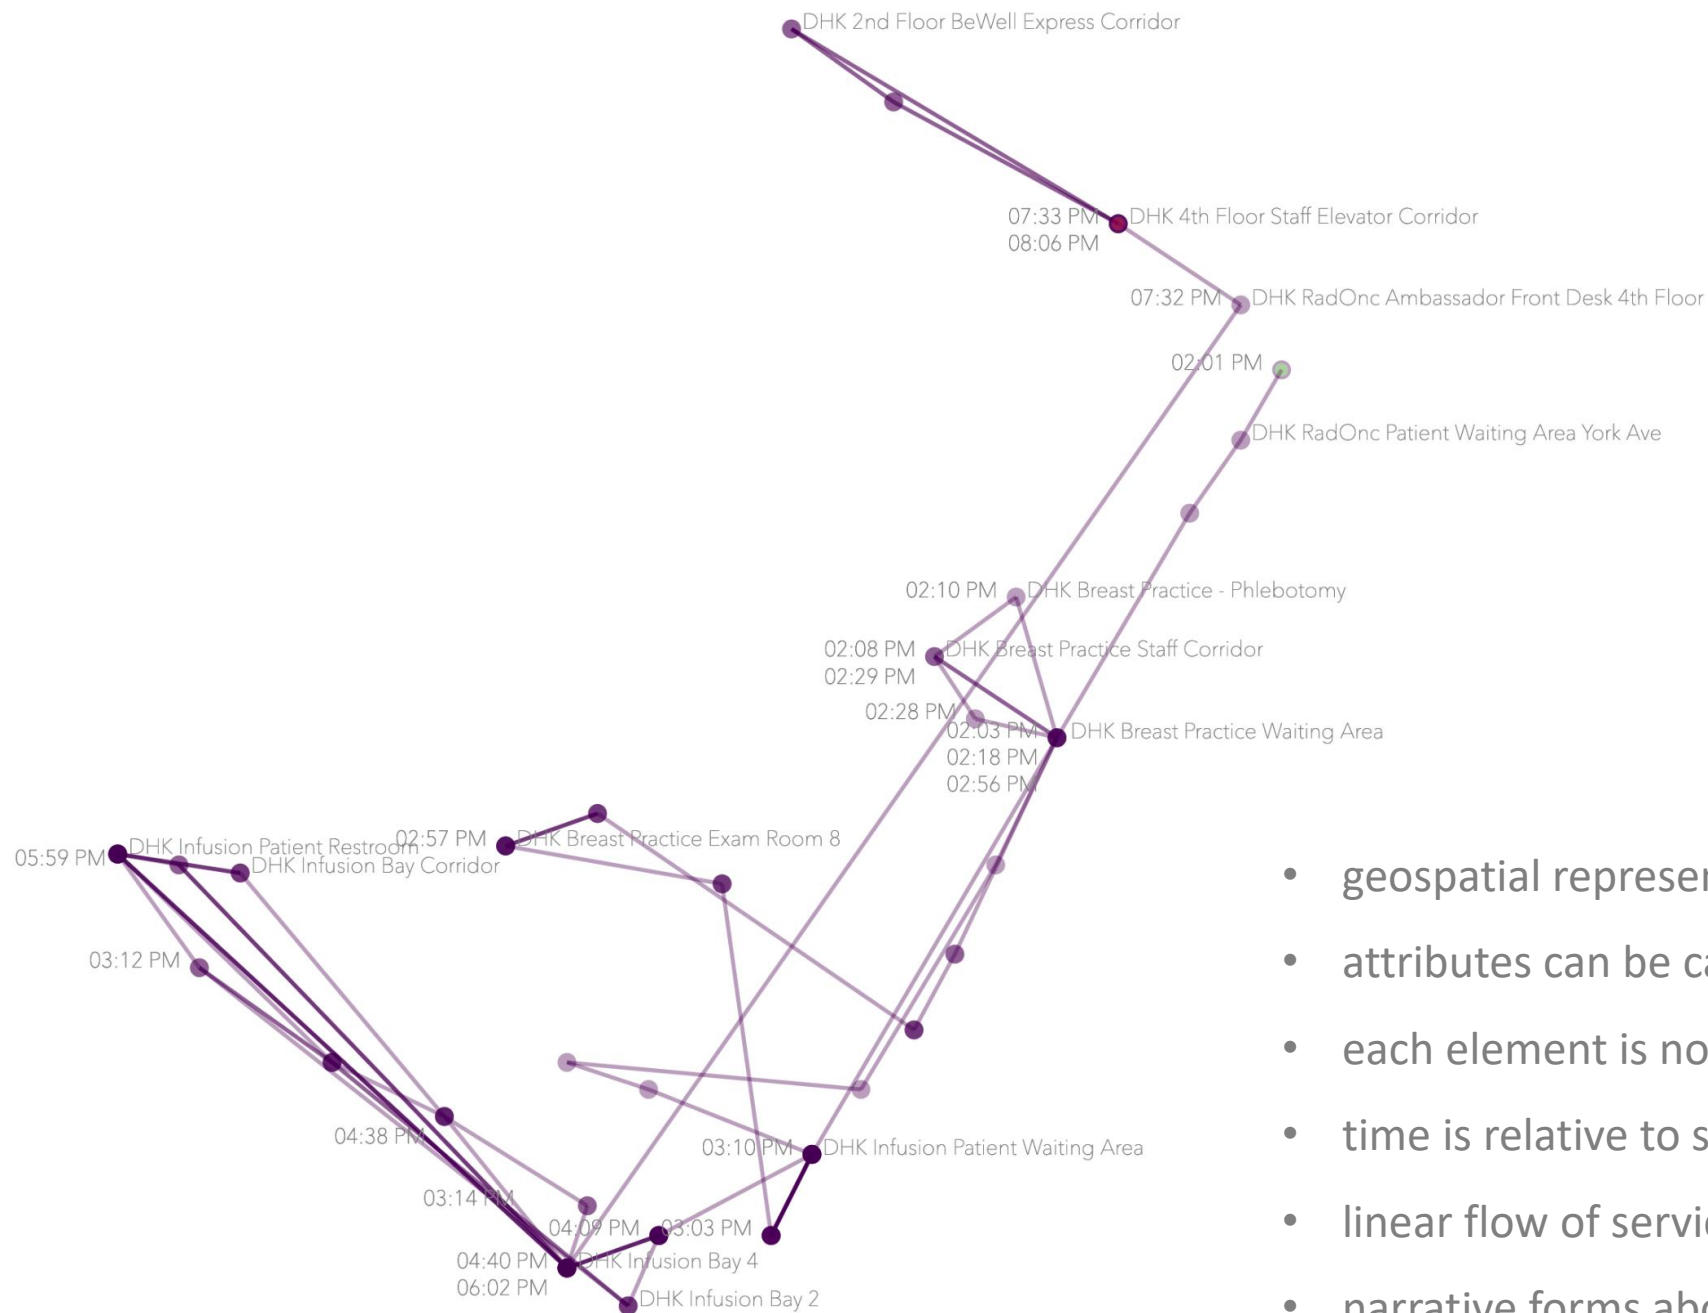 DHK 2nd Floor BeWell Express Corridor
07:33 PM DHK 4th Floor Staff Elevator Corridor
08:06 PM
07:32 PM DHK RadOnc Ambassador Front Desk 4th Floor
02:01 PM
DHK RadOnc Patient Waiting Area York Ave
02:10 PM DHK Breast Practice - Phlebotomy
02:08 PM DHK Breast Practice Staff Corridor
02:29 PM
02:28 PM
02:03 PM DHK Breast Practice Waiting Area
02:18 PM
02:56 PM
02:57 PM DHK Breast Practice Exam Room 8
05:59 PM DHK Infusion Patient Restroom
DHK Infusion Bay Corridor
03:12 PM
04:38 PM
03:10 PM DHK Infusion Patient Waiting Area
03:14 PM
04:09 PM
03:03 PM
04:40 PM DHK Infusion Bay 4
06:02 PM
DHK Infusion Bay 2
• geospatial
• attributes can be
• each element is
• time is relative to
• linear flow of
• narrative forms